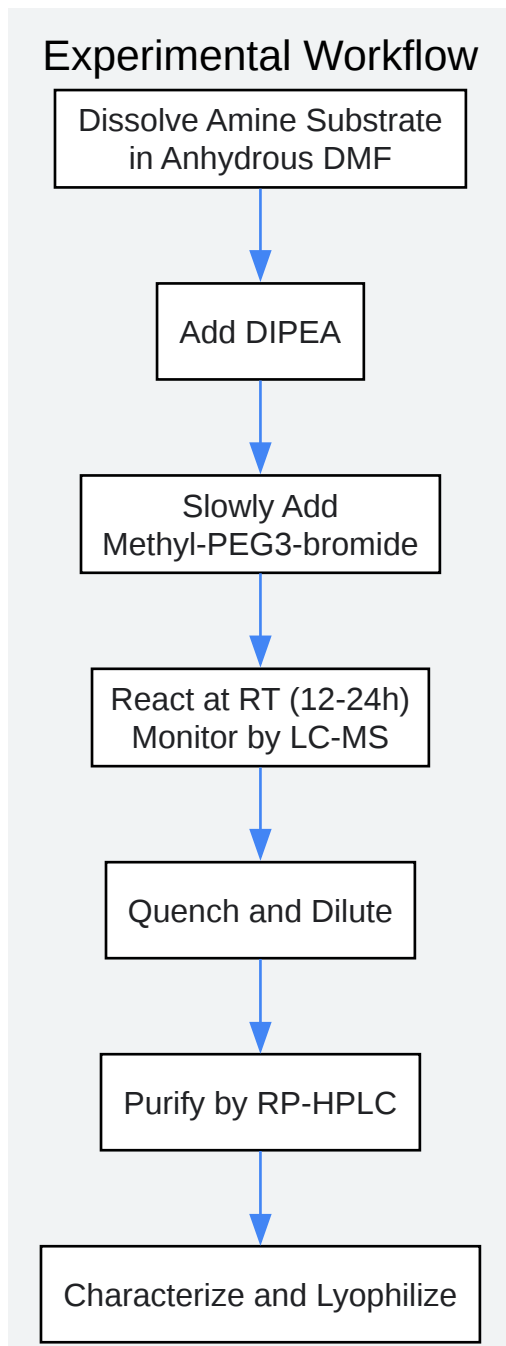 Experimental Workflow
Dissolve Amine Substrate
in Anhydrous DMF
Add DIPEA
Slowly Add
Methyl-PEG3-bromide
React at RT (12-24h)
Monitor by LC-MS
Quench and Dilute
Purify by RP-HPLC
Characterize and Lyophilize